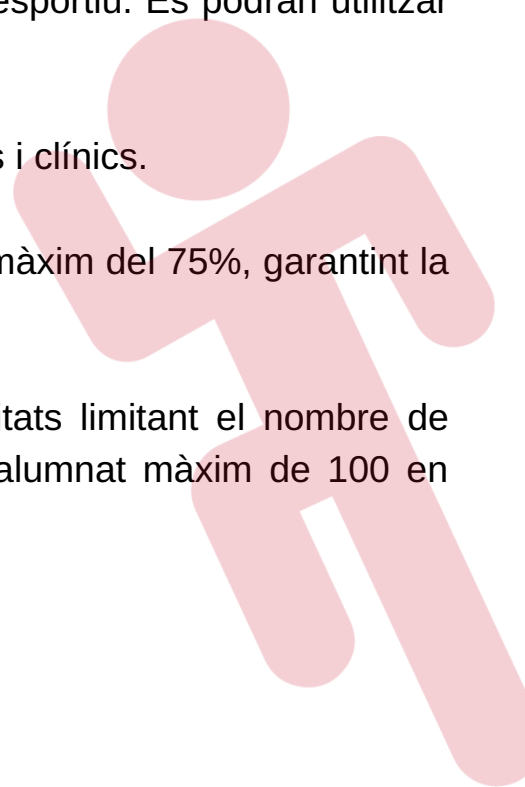 esportiu. Es podran utilitzar
s i clínics.
màxim del 75%, garantint la
tats limitant el nombre de
alumnat màxim de 100 en